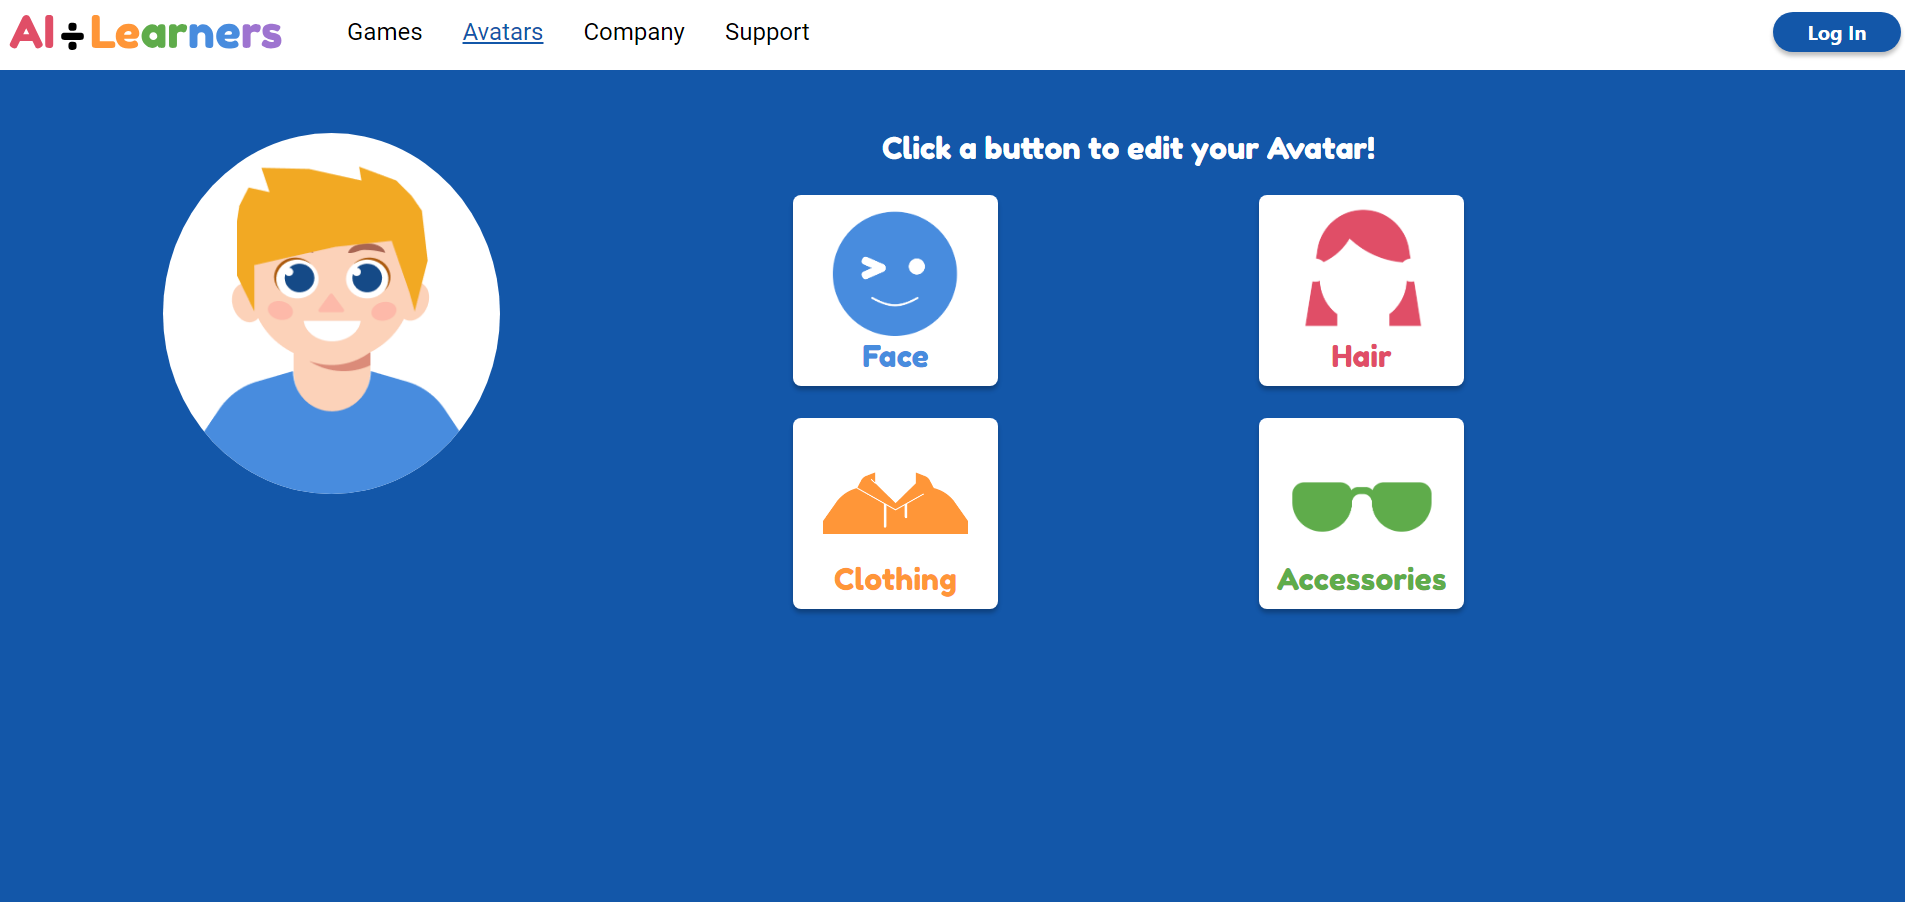 AI÷Learners Games Avatars Company Support Log In
Click a button to edit your Avatar!
Face Hair
Clothing Accessories